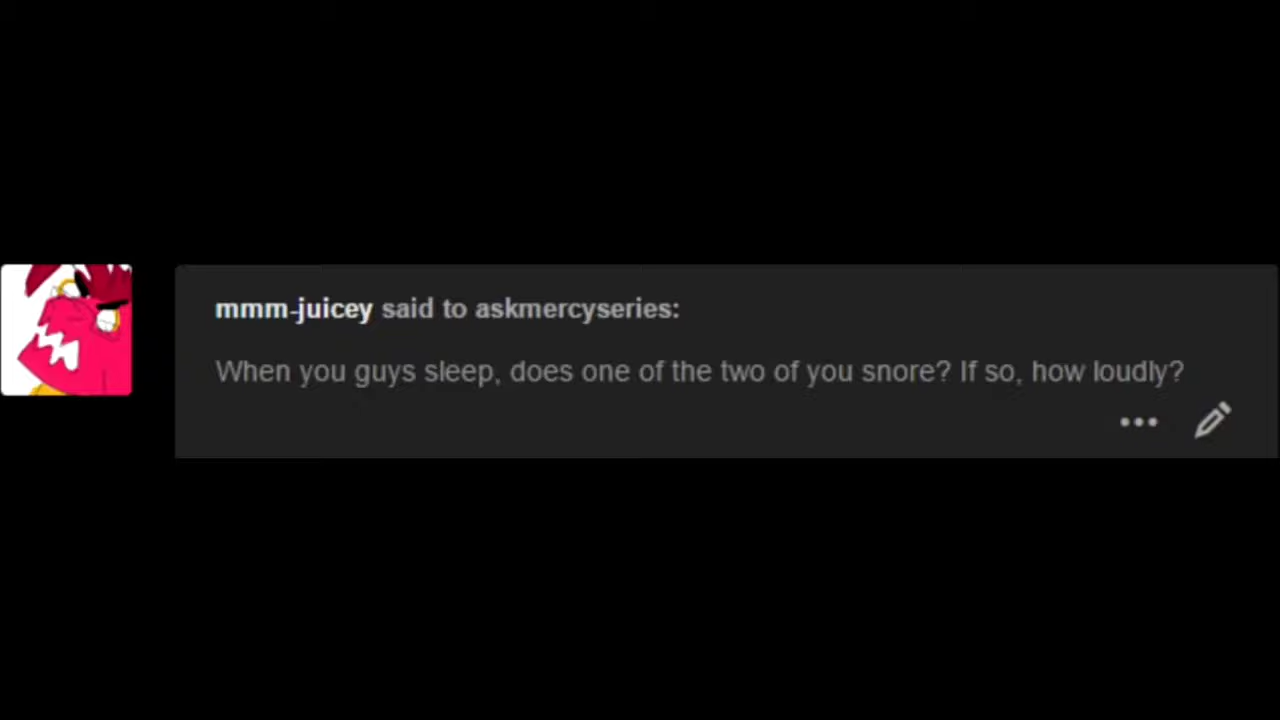 mmm-juicey said to askmercyseries:
When you guys sleep, does one of the two of you snore? If so, how loudly?